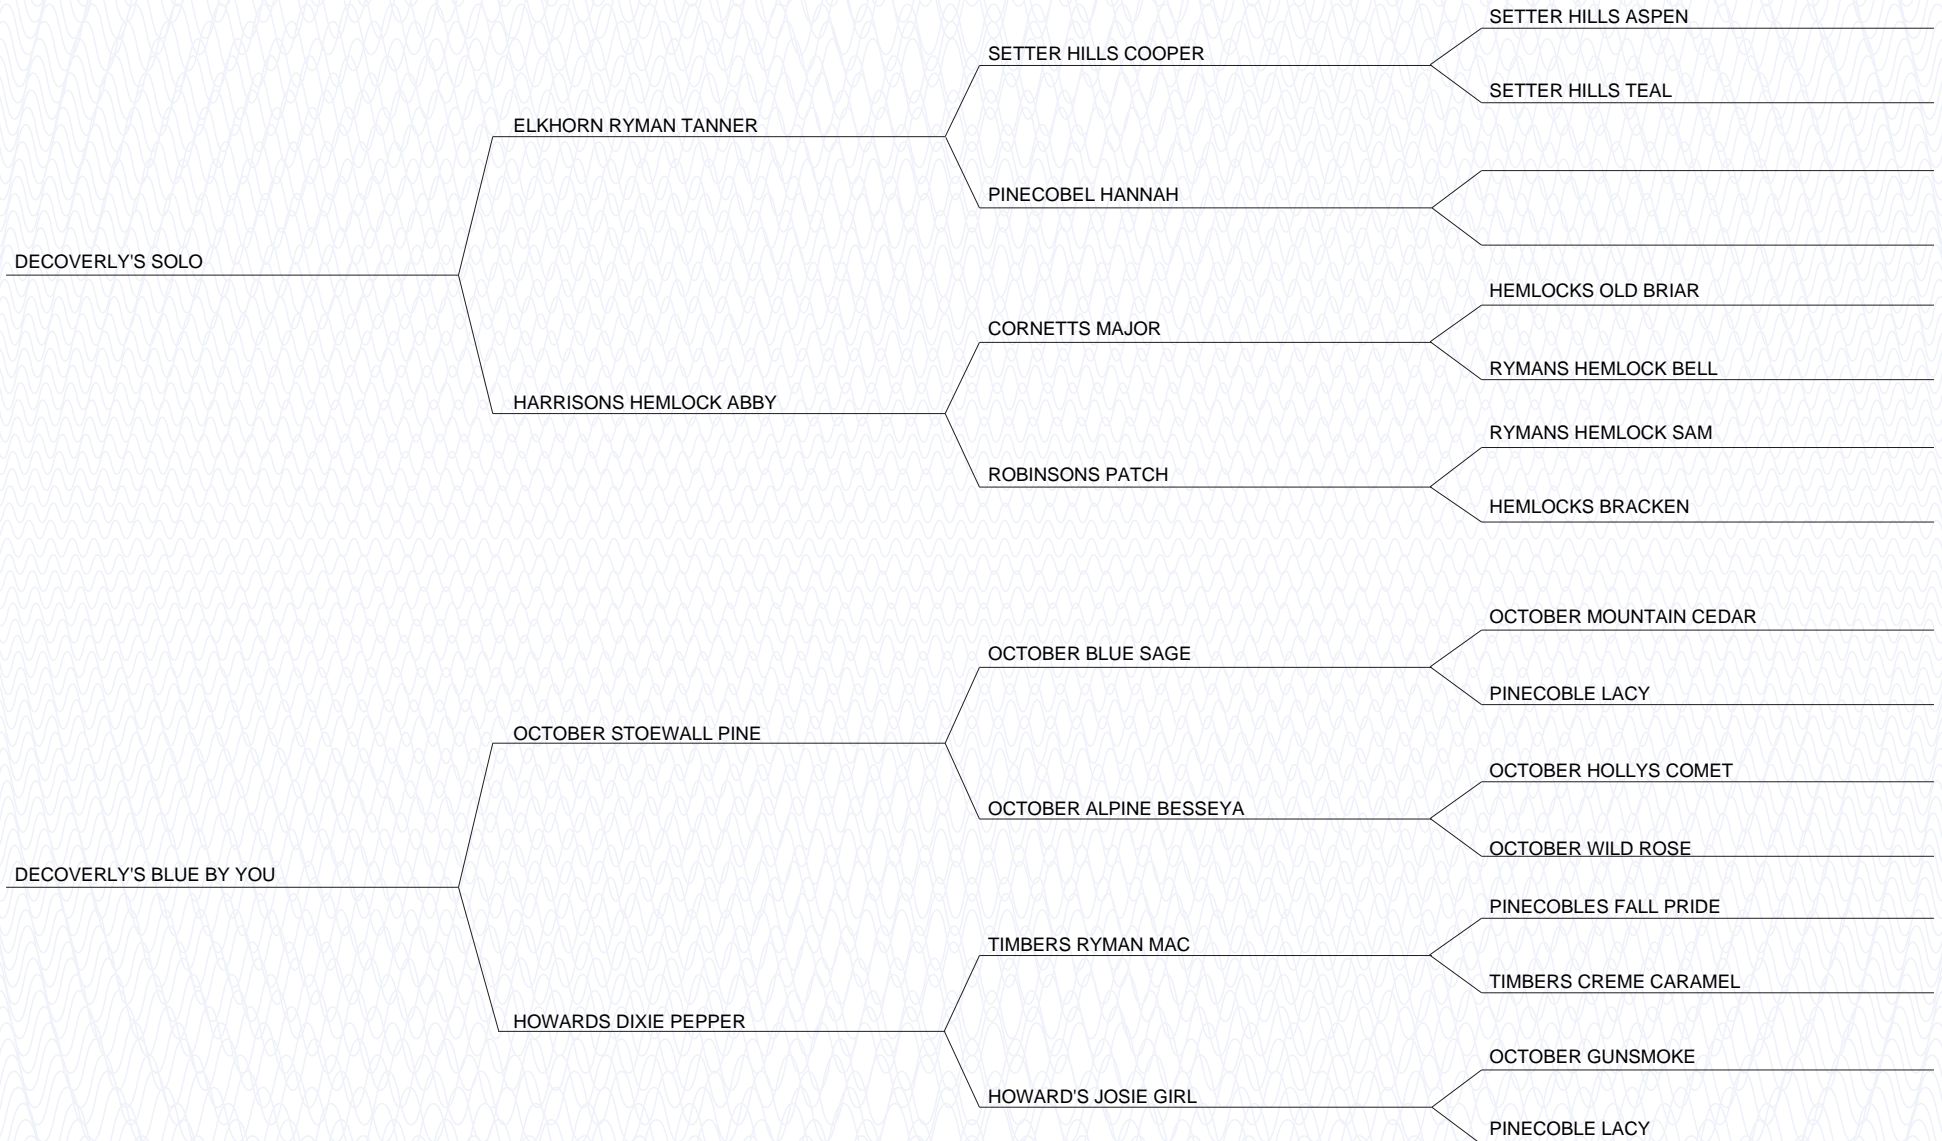 SETTER HILLS ASPEN
SETTER HILLS COOPER
SETTER HILLS TEAL
ELKHORN RYMAN TANNER
PINECOBEL HANNAH
DECOVERLY'S SOLO
HEMLOCKS OLD BRIAR
CORNETTS MAJOR
RYMANS HEMLOCK BELL
HARRISONS HEMLOCK ABBY
RYMANS HEMLOCK SAM
ROBINSONS PATCH
HEMLOCKS BRACKEN
OCTOBER MOUNTAIN CEDAR
OCTOBER BLUE SAGE
PINECOBLE LACY
OCTOBER STOEWALL PINE
OCTOBER HOLLYS COMET
OCTOBER ALPINE BESSEYA
OCTOBER WILD ROSE
DECOVERLY'S BLUE BY YOU
PINECOBLES FALL PRIDE
TIMBERS RYMAN MAC
TIMBERS CREME CARAMEL
HOWARDS DIXIE PEPPER
OCTOBER GUNSMOKE
HOWARD'S JOSIE GIRL
PINECOBLE LACY